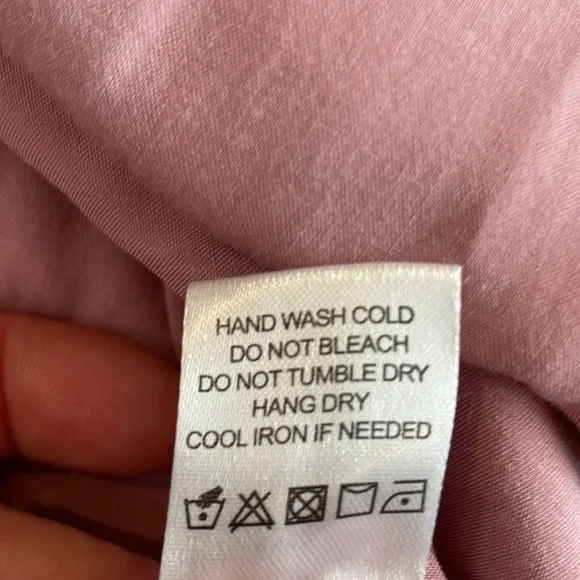 HAND WASH COLD
DO NOT BLEACH
DO NOT TUMBLE DRY
HANG DRY
COOL IRON IF NEEDED